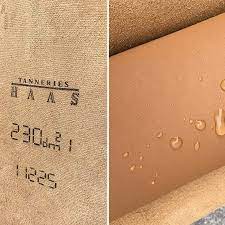 TANNERIES
HAAS
230dm² 1
11225